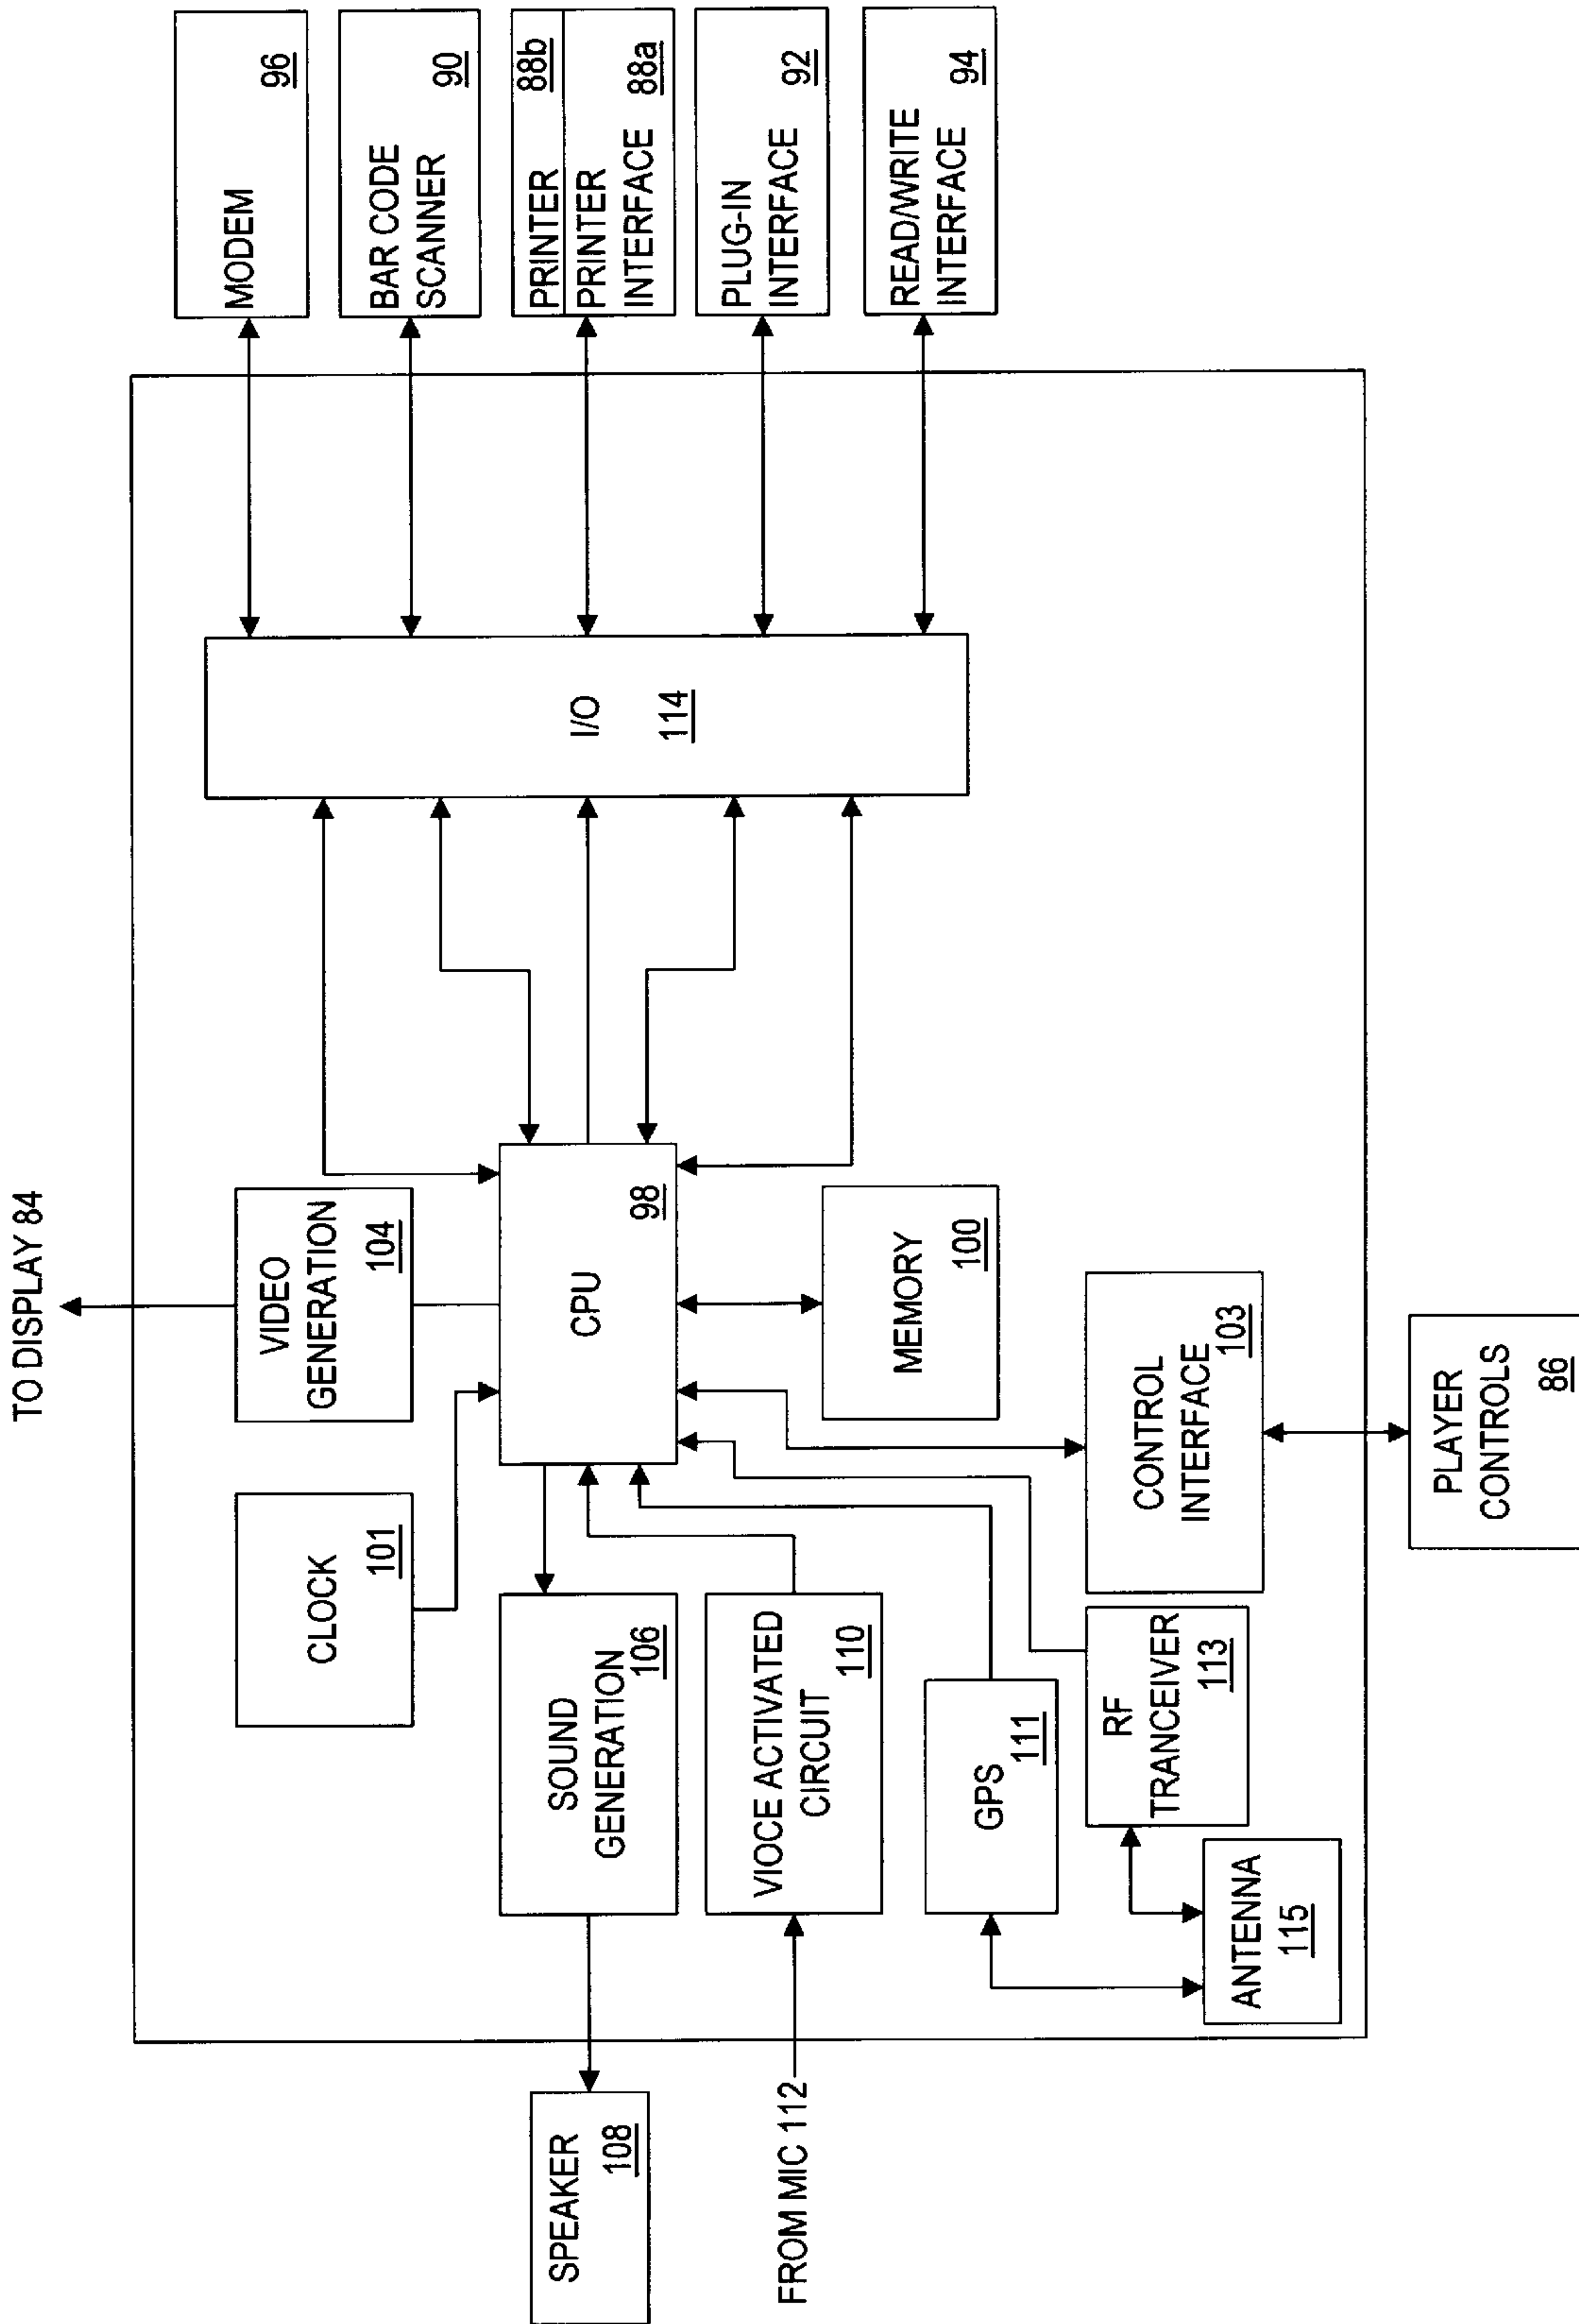 TO DISPLAY 84
CLOCK
101
VIDEO
GENERATION
104
SPEAKER
108
SOUND
GENERATION
106
CPU
98
I/O
114
MODEM
96
BAR CODE
SCANNER
90
PRINTER
88b
PRINTER
INTERFACE
88a
PLUG-IN
INTERFACE
92
READ/WRITE
INTERFACE
94
FROM MIC 112
VIOCE ACTIVATED
CIRCUIT
110
GPS
111
MEMORY
100
ANTENNA
115
RF
TRANCEIVER
113
CONTROL
INTERFACE
103
PLAYER
CONTROLS
86